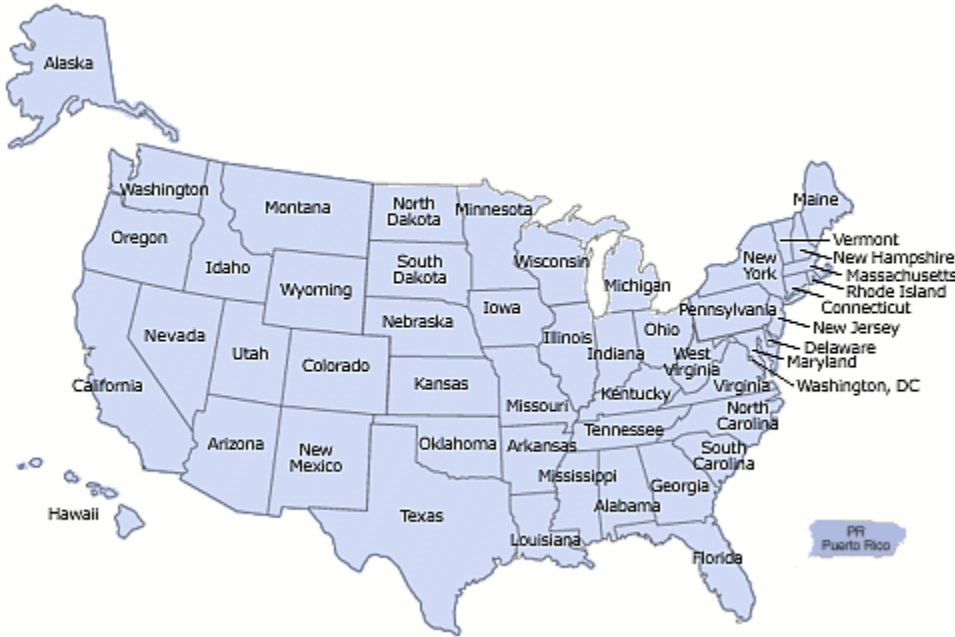 Alaska
Washington
Montana
North
Dakota
Minnesota
Maine
Oregon
Idaho
Wyoming
South
Dakota
Wisconsin
Michigan
New
York
Vermont
New Hampshire
Massachusetts
Rhode Island
Connecticut
Nevada
Utah
Colorado
Nebraska
Iowa
Illinois
Indiana
Ohio
Pennsylvania
New Jersey
Delaware
Maryland
Washington, DC
California
Kansas
Missouri
Kentucky
West
Virginia
Virginia
Arizona
New
Mexico
Oklahoma
Arkansas
Tennessee
North
Carolina
South
Carolina
Hawaii
Texas
Louisiana
Mississippi
Alabama
Georgia
Florida
PR
Puerto Rico